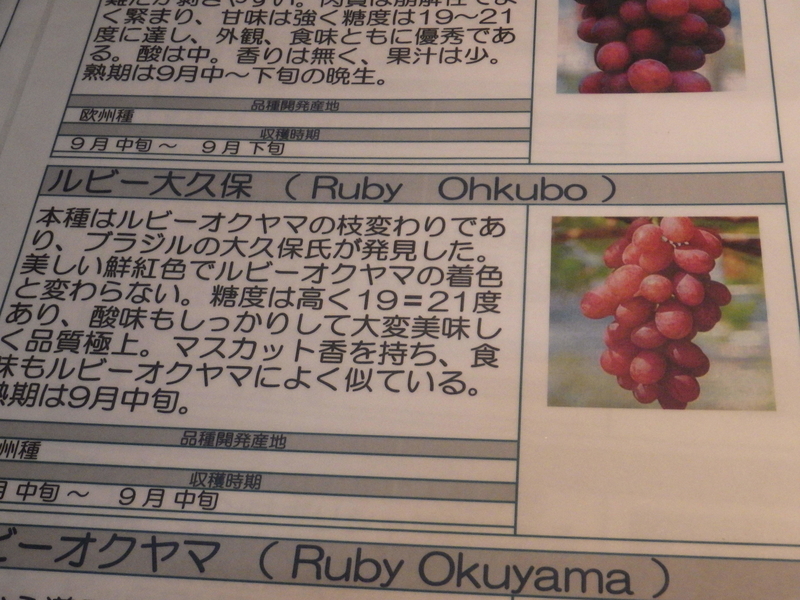 く緊まり、甘味は強く糖度は19〜21
度に達し、外観、食味ともに優秀であ
る。酸は中。香りは無く、果汁は少。
熟期は9月中〜下旬の晩生。
品種開発産地
欧州種
収穫時期
9月 中旬 〜 9月 下旬
ルビー大久保 （Ruby Ohkubo）
本種はルビーオクヤマの枝変わりであ
り、ブラジルの大久保氏が発見した。
美しい鮮紅色でルビーオクヤマの着色
と変わらない。糖度は高く19=21度
あり、酸味もしっかりして大変美味し
く品質極上。マスカット香を持ち、食
味もルビーオクヤマによく似ている。
熟期は9月中旬。
品種開発産地
州種
収穫時期
月 中旬 〜 9月 中旬
ビーオクヤマ （Ruby Okuyama）